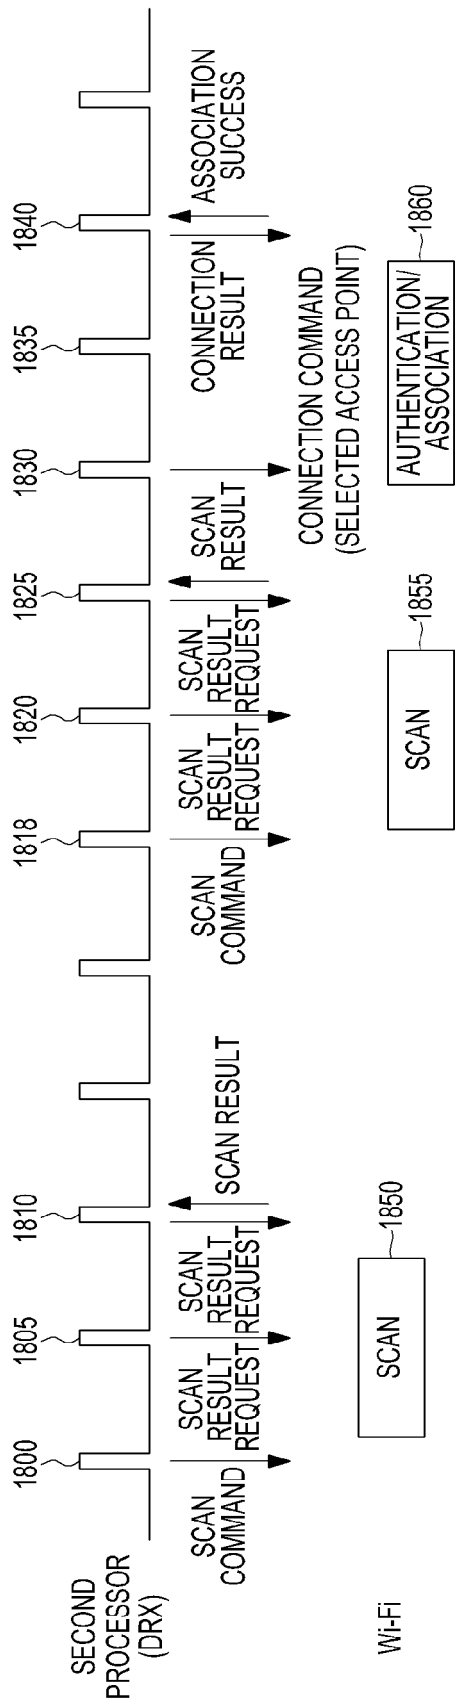 SECOND
PROCESSOR
(DRX)
1800
1805
1810
1818
1820
1825
1830
1835
1840
SCAN
COMMAND
SCAN
RESULT
REQUEST
SCAN
RESULT
REQUEST
SCAN RESULT
SCAN
COMMAND
SCAN
RESULT
REQUEST
SCAN
RESULT
REQUEST
SCAN
RESULT
CONNECTION COMMAND
(SELECTED ACCESS POINT)
CONNECTION
RESULT
ASSOCIATION
SUCCESS
Wi-Fi
SCAN
1850
SCAN
1855
AUTHENTICATION/
ASSOCIATION
1860